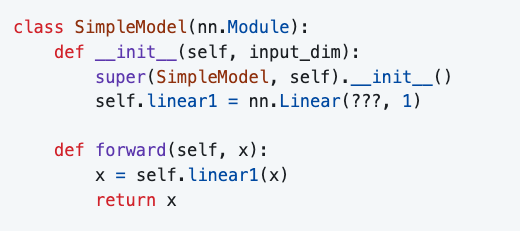 class SimpleModel(nn.Module):
    def __init__(self, input_dim):
        super(SimpleModel, self).__init__()
        self.linear1 = nn.Linear(???, 1)

    def forward(self, x):
        x = self.linear1(x)
        return x